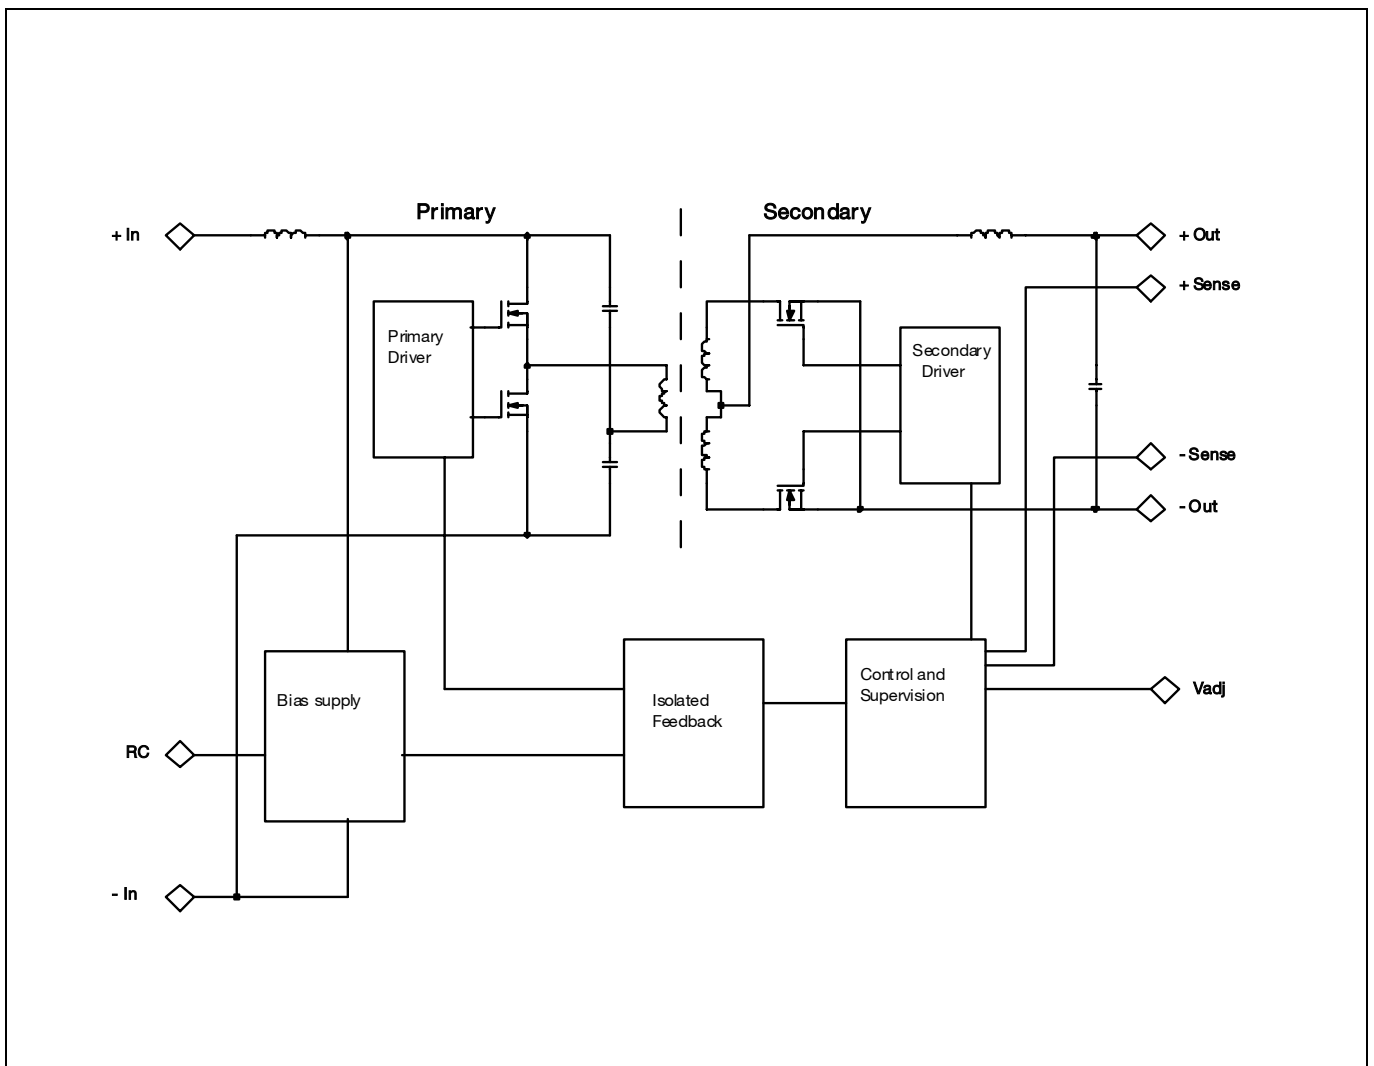 Primary
Secondary
+ In
+ Out
+ Sense
Primary
Driver
Secondary
Driver
- Sense
- Out
Bias supply
Isolated
Feedback
Control and
Supervision
Vadj
RC
- In